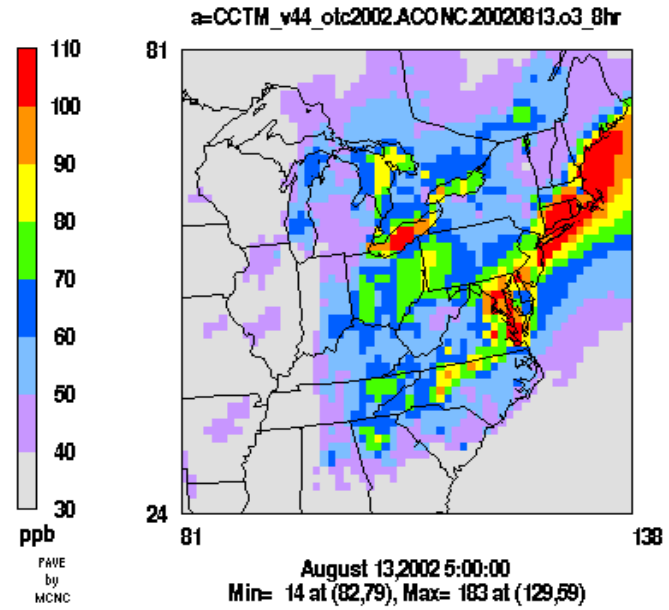 a=CCTM_v44_otc2002.ACONC.20020813.o3_8hr
110
100
90
80
70
60
50
40
30
ppb
PAVE
by
MCNC
81
24
81
138
August 13,2002 5:00:00
Min= 14 at (82,79), Max= 183 at (129,59)